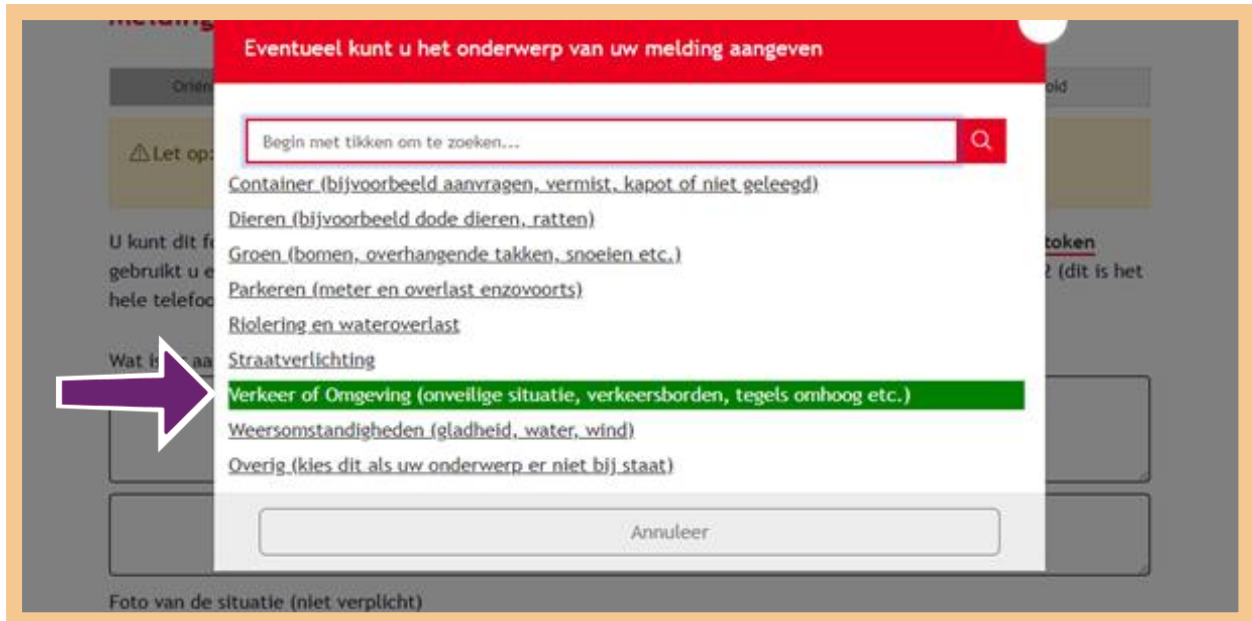 Eventueel kunt u het onderwerp van uw melding aangeven
Let op:
Begin met tikken om te zoeken...
Container (bijvoorbeeld aanvragen, vermist, kapot of niet geleegd)
Dieren (bijvoorbeeld dode dieren, ratten)
U kunt dit
token
Groen (bomen, overhangende takken, snoeien etc.)
gebruikt u
(dit is het
Parkeren (meter en overlast enzovoorts)
hele
Riolering en wateroverlast
Wat
Straatverlichting
Verkeer of Omgeving (onveilige situatie, verkeersborden, tegels omhoog etc.)
Weersomstandigheden (gladheid, water, wind)
Overig (kies dit als uw onderwerp er niet bij staat)
Annuleer
Foto van de situatie (niet verplicht)